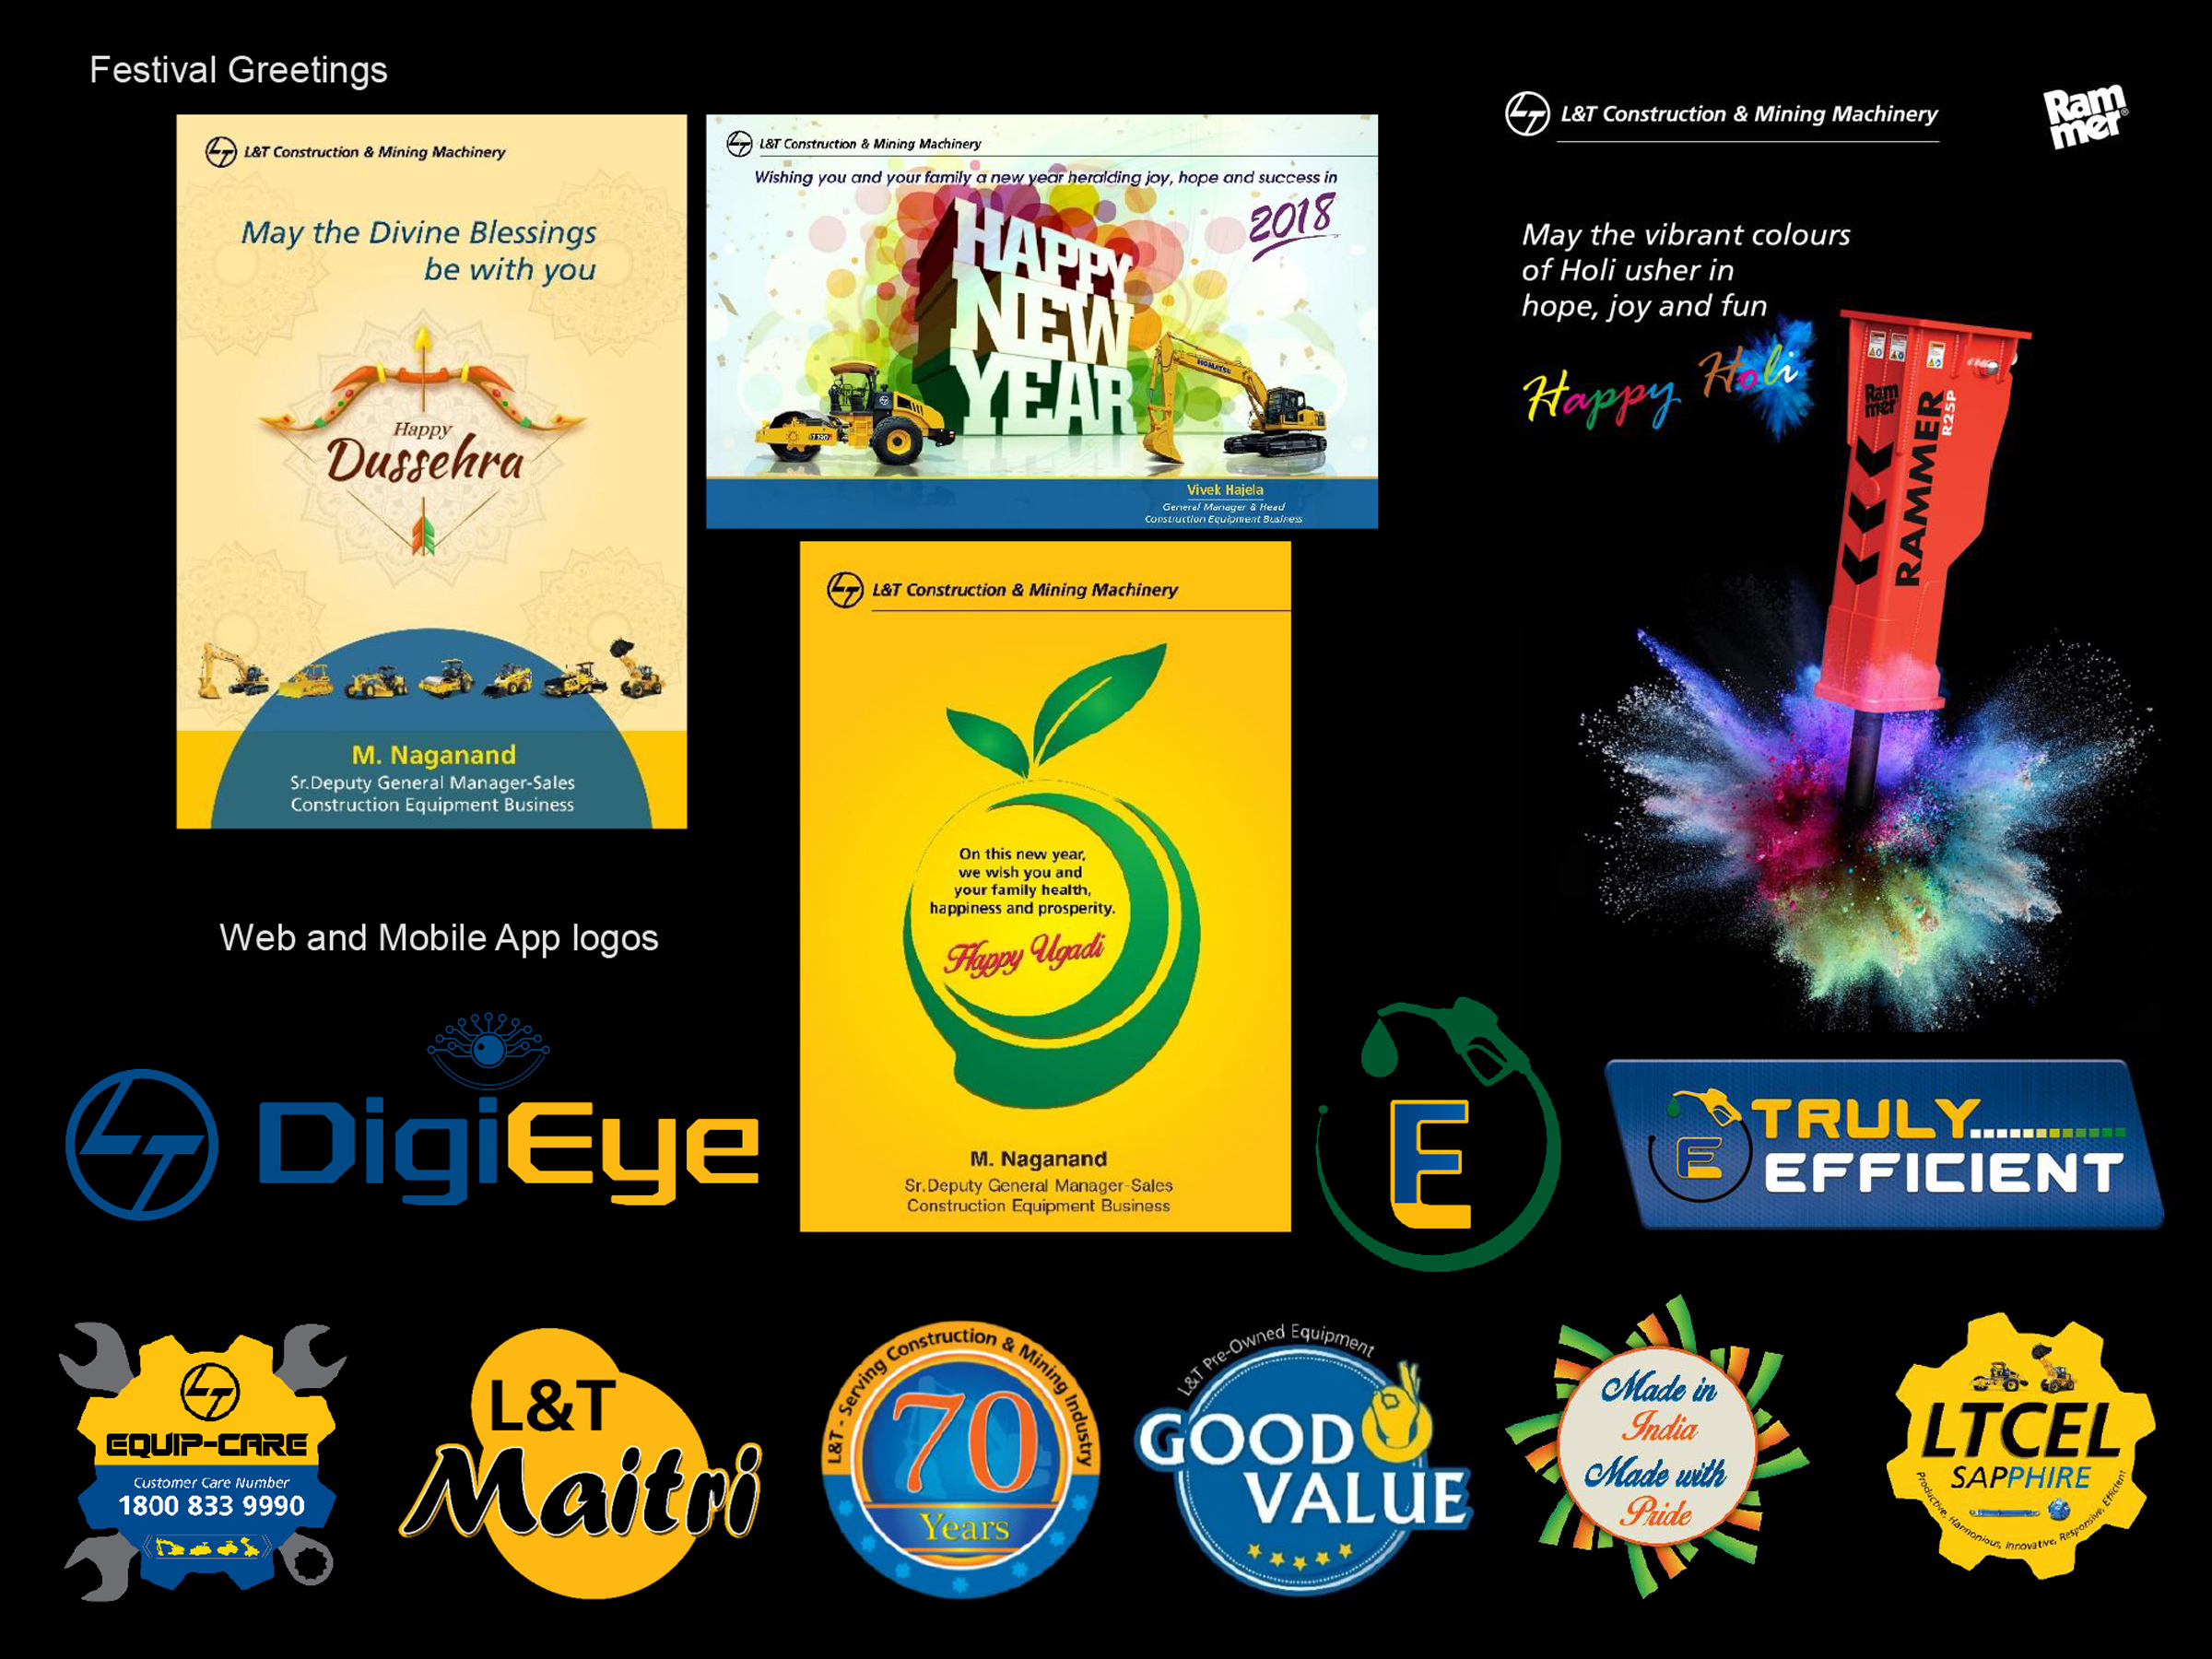 Festival Greetings
L&T Construction & Mining Machinery
May the Divine Blessings
be with you
Happy
Dussehra
M. Naganand
Sr.Deputy General Manager-Sales
Construction Equipment Business
L&T Construction & Mining Machinery
Wishing you and your family a new year heralding joy, hope and success in
2018
HAPPY
NEW
YEAR
KOMATSU
Vivek Hajela
General Manager & Head
Construction Equipment Business
L&T Construction & Mining Machinery
Ram
mer
May the vibrant colours
of Holi usher in
hope, joy and fun
Happy Holi
Ram
mer
RAMMER
R25P
L&T Construction & Mining Machinery
On this new year,
we wish you and
your family health,
happiness and prosperity.
Happy Ugadi
M. Naganand
Sr.Deputy General Manager-Sales
Construction Equipment Business
Web and Mobile App logos
LT
DigiEye
E
E
TRULY
EFFICIENT
EQUIP-CARE
Customer Care Number
1800 833 9990
L&T
Maitri
L&T - Serving Construction & Mining Industry
70
Years
L&T Pre-Owned Equipment
GOOD
VALUE
Made in
India
Made with
Pride
LTCEL
SAPPHIRE
Productive, Harmonious, Innovative, Responsive, Efficient